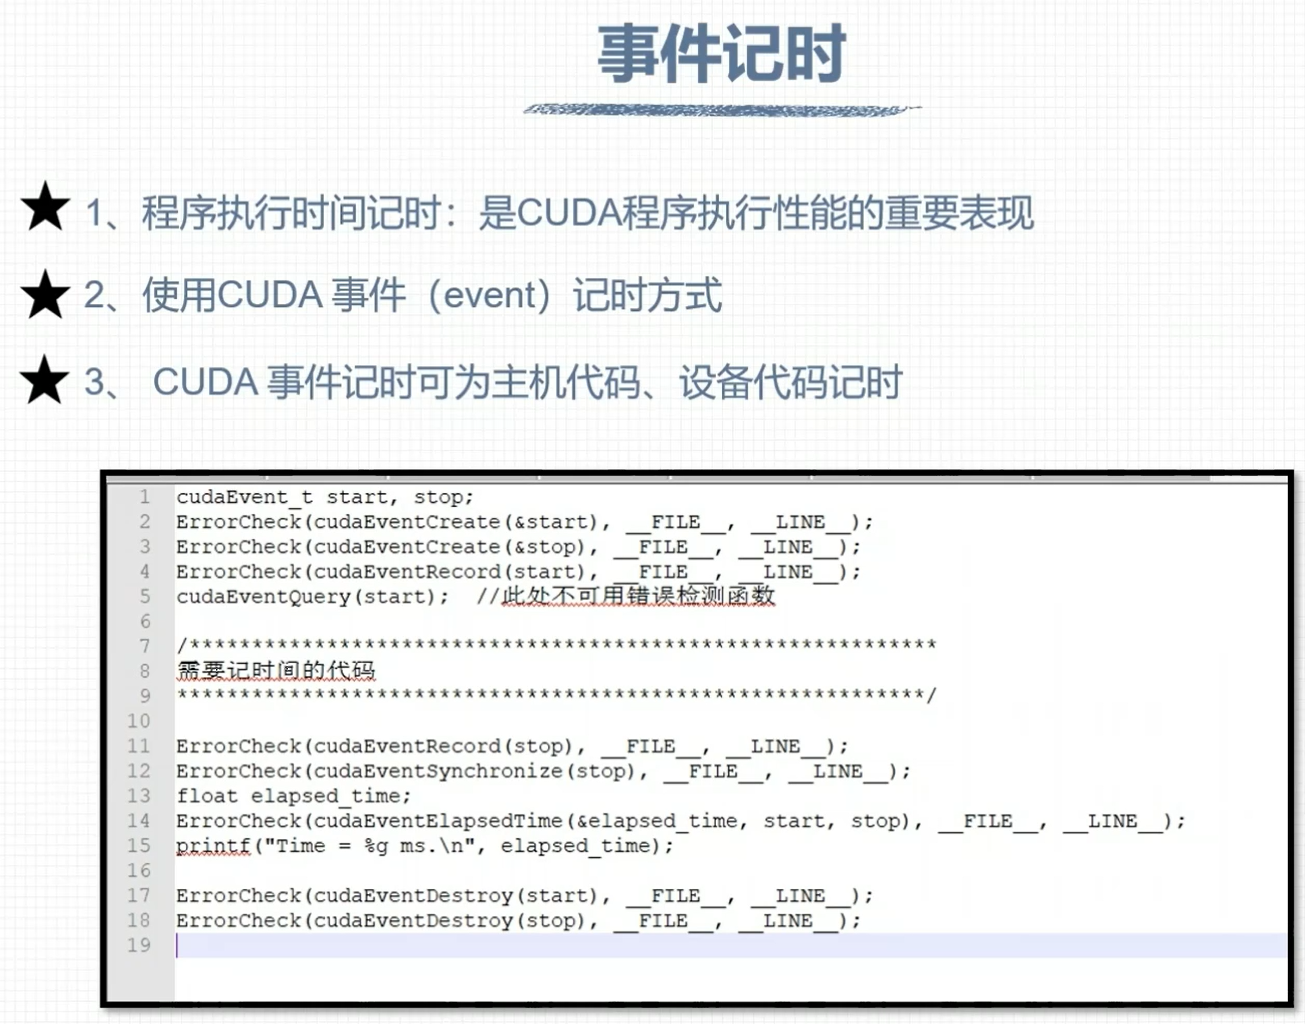 事件记时
★ 1、程序执行时间记时：是CUDA程序执行性能的重要表现
★ 2、使用CUDA 事件（event）记时方式
★ 3、 CUDA 事件记时可为主机代码、设备代码记时
1 cudaEvent_t start, stop;
2 ErrorCheck(cudaEventCreate(&start), __FILE__, __LINE__);
3 ErrorCheck(cudaEventCreate(&stop), __FILE__, __LINE__);
4 ErrorCheck(cudaEventRecord(start), __FILE__, __LINE__);
5 cudaEventQuery(start);  //此处不可用错误检测函数
6
7 /************************************************************
8 需要记时间的代码
9 ************************************************************/
10
11 ErrorCheck(cudaEventRecord(stop), __FILE__, __LINE__);
12 ErrorCheck(cudaEventSynchronize(stop), __FILE__, __LINE__);
13 float elapsed_time;
14 ErrorCheck(cudaEventElapsedTime(&elapsed_time, start, stop), __FILE__, __LINE__);
15 printf("Time = %g ms.\n", elapsed_time);
16
17 ErrorCheck(cudaEventDestroy(start), __FILE__, __LINE__);
18 ErrorCheck(cudaEventDestroy(stop), __FILE__, __LINE__);
19